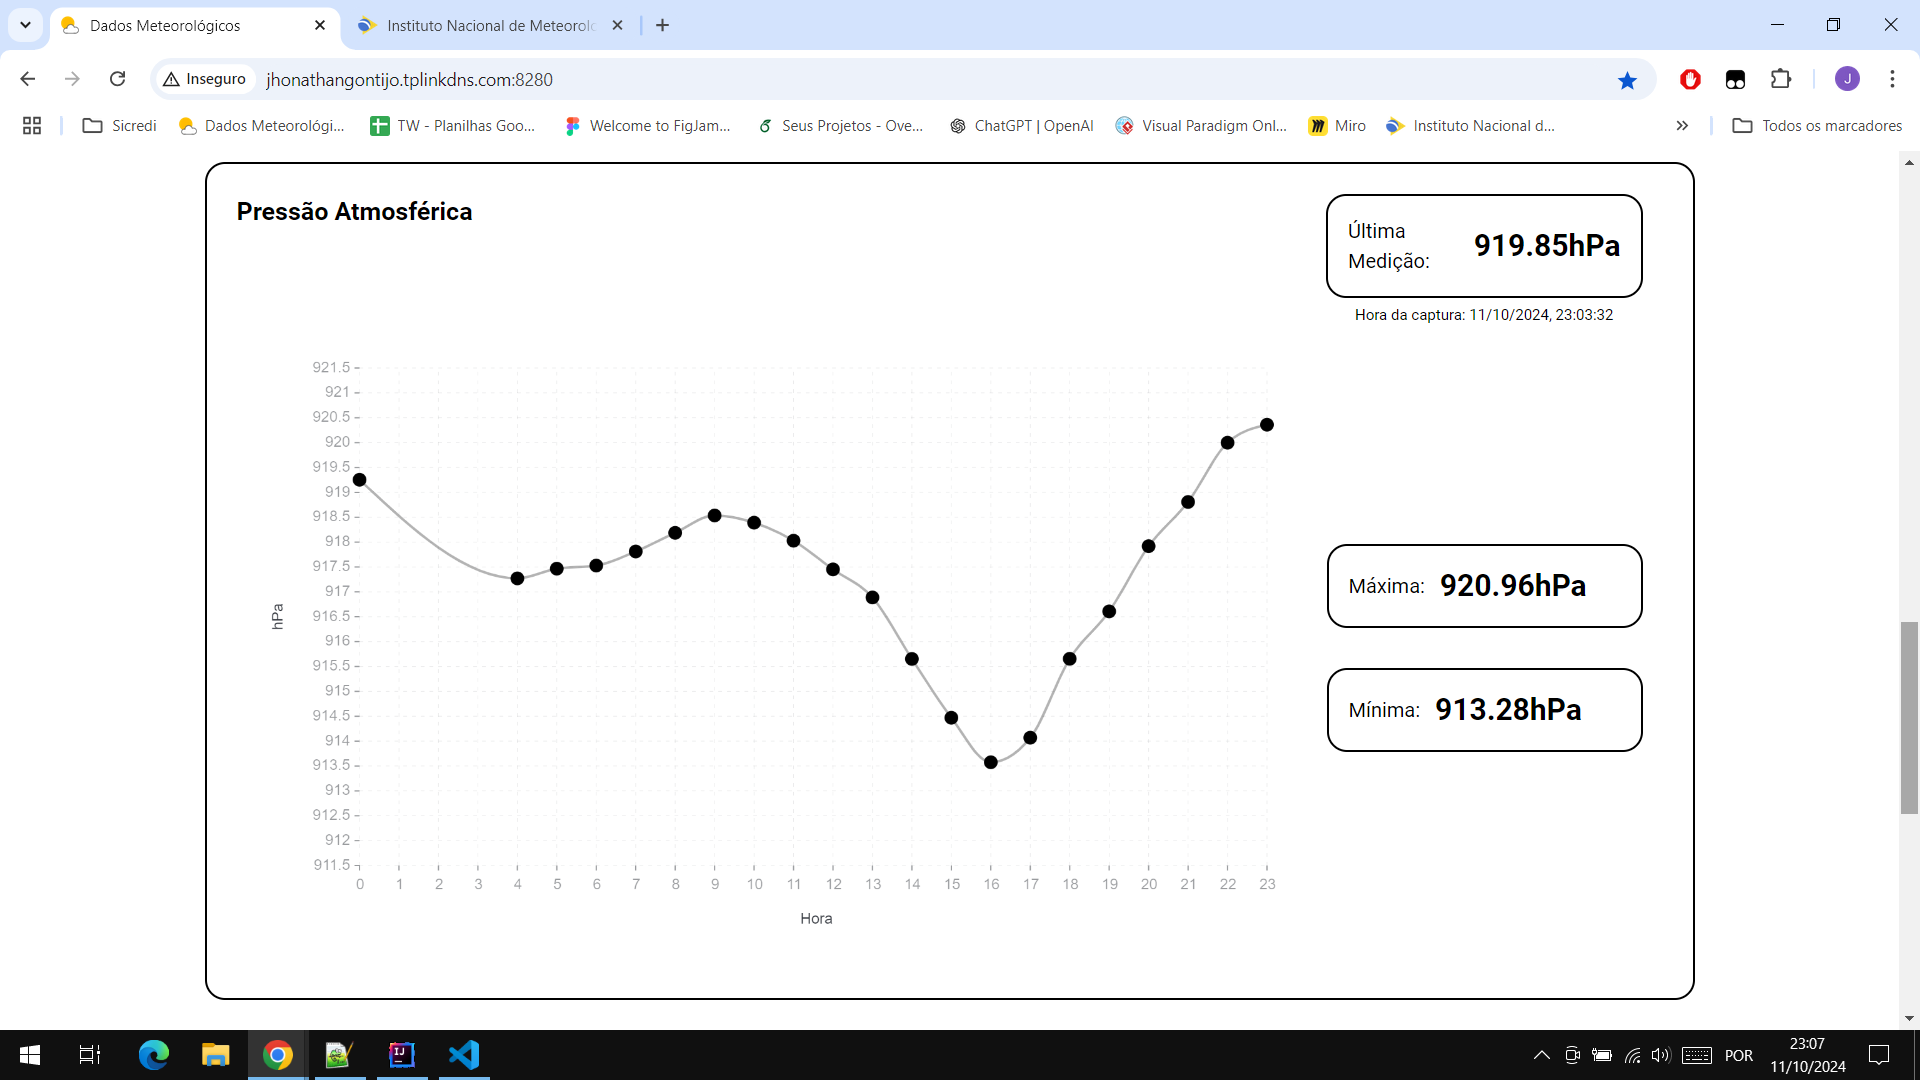 Dados Meteorológicos
Instituto Nacional de Meteorolo
Inseguro
jhonathangontijo.tplinkdns.com:8280
J
Sicredi
Dados Meteorológi...
TW - Planilhas Goo...
Welcome to FigJam...
Seus Projetos - Ove...
ChatGPT | OpenAI
Visual Paradigm Onl...
Miro
Instituto Nacional d...
Todos os marcadores
Pressão Atmosférica
Última
Medição:
919.85hPa
Hora da captura: 11/10/2024, 23:03:32
921.5
921
920.5
920
919.5
919
918.5
918
917.5
917
916.5
916
915.5
915
914.5
914
913.5
913
912.5
912
911.5
hPa
0 1 2 3 4 5 6 7 8 9 10 11 12 13 14 15 16 17 18 19 20 21 22 23
Hora
Máxima: 920.96hPa
Mínima: 913.28hPa
IJ
POR
23:07
11/10/2024